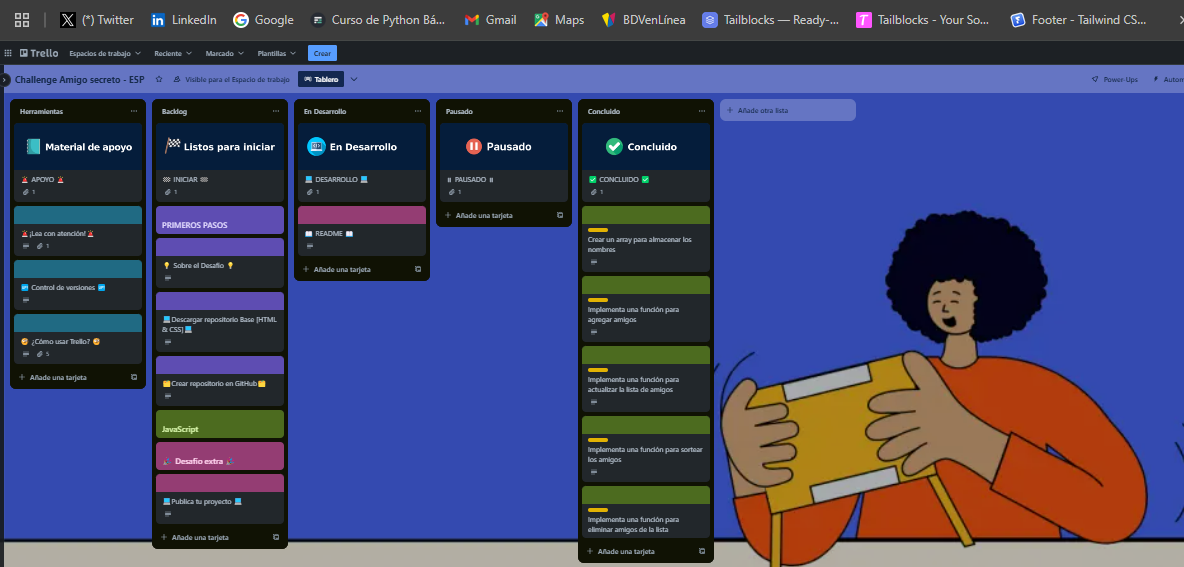 (*) Twitter
LinkedIn
Google
Curso de Python Bá...
Gmail
Maps
BDVenLínea
Tailblocks — Ready-...
Tailblocks - Your So...
Footer - Tailwind CS...
Trello
Espacios de trabajo
Reciente
Marcado
Plantillas
Crear
Challenge Amigo secreto - ESP
Visible para el Espacio de trabajo
Tablero
Power-Ups
Autom
Herramientas
Material de apoyo
APOYO
1
¡Lea con atención!
1
Control de versiones
¿Cómo usar Trello?
5
Añade una tarjeta
Backlog
Listos para iniciar
INICIAR
1
PRIMEROS PASOS
Sobre el Desafío
Descargar repositorio Base [HTML
& CSS]
Crear repositorio en GitHub
JavaScript
Desafío extra
Publica tu proyecto
Añade una tarjeta
En Desarrollo
En Desarrollo
DESARROLLO
1
README
Añade una tarjeta
Pausado
Pausado
PAUSADO
1
Añade una tarjeta
Concluido
Concluido
CONCLUIDO
1
Crear un array para almacenar los
nombres
Implementa una función para
agregar amigos
Implementa una función para
actualizar la lista de amigos
Implementa una función para sortear
los amigos
Implementa una función para
eliminar amigos de la lista
Añade una tarjeta
Añade otra lista